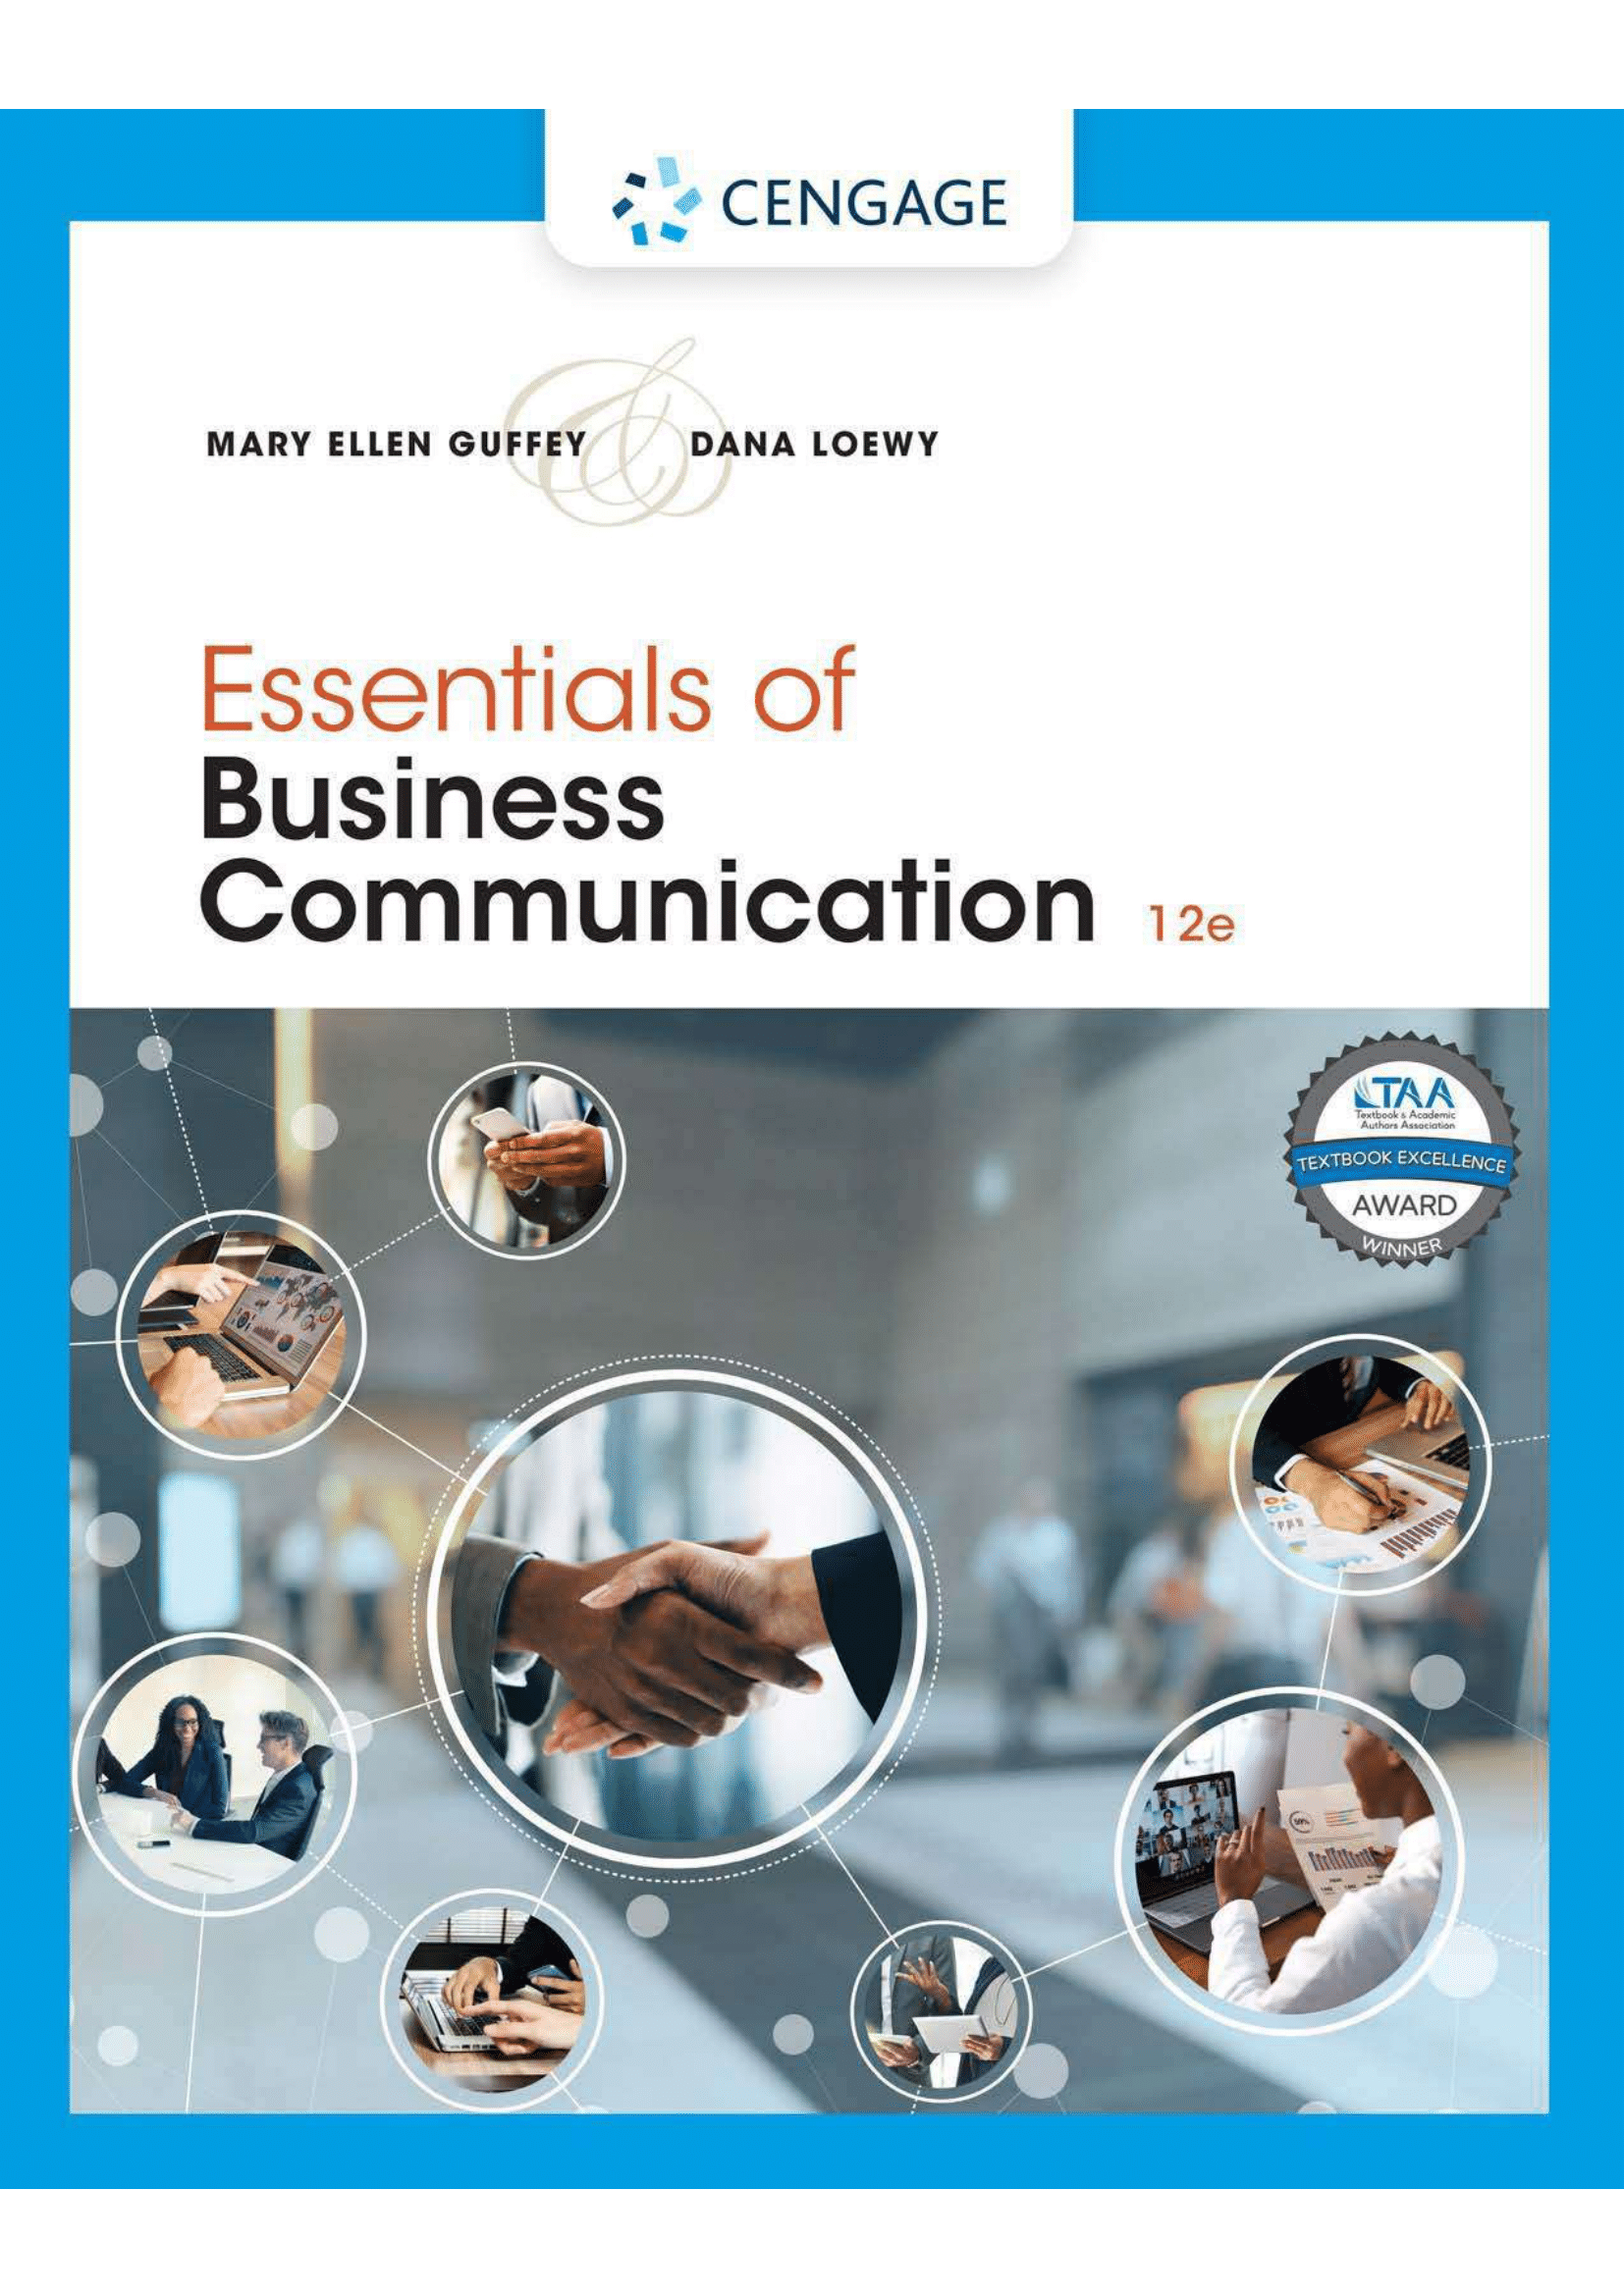 CENGAGE
MARY ELLEN GUFFEY & DANA LOEWY
Essentials of
Business
Communication 12e
TAA
Textbook & Academic
Authors Association
TEXTBOOK EXCELLENCE
AWARD
WINNER
59%